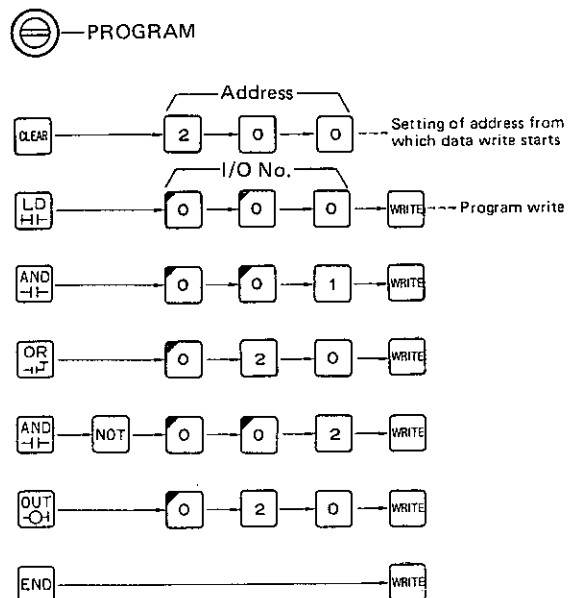 PROGRAM
Address
CLEAR 2 0 0 Setting of address from
which data write starts
I/O No.
LD 0 0 0 WRITE Program write
AND 0 0 1 WRITE
OR 0 2 0 WRITE
AND NOT 0 0 2 WRITE
OUT 0 2 0 WRITE
END WRITE